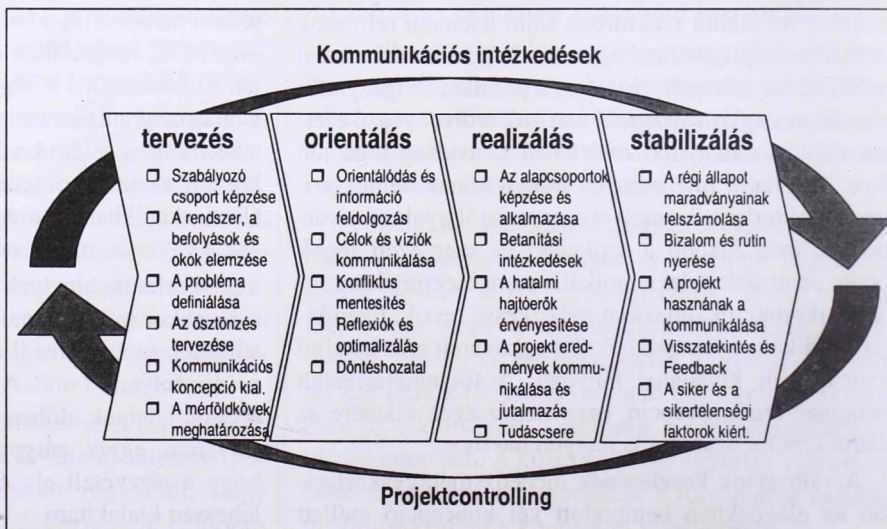 Kommunikációs intézkedések
tervezés
Szabályozó
csoport képzése
A rendszer
befolyások és
okok elemzése
A probléma
definiálása
Az ösztönzés
tervezése
Kommunikációs
koncepció kial.
A mérföldkövek
meghatározása
orientálás
Orientálódás és
információ
feldolgozás
Célok és víziók
kommunikálása
Konfliktus
mentesítés
Reflexiók és
optimalizálás
Döntéshozatal
realizálás
Az alapcsoportok
képzése és
alkalmazása
Betanítási
intézkedések
A hatalmi
hajtóerők
érvényesítése
A projekt ered-
mények kommu-
nikálása és
jutalmazás
Tudáscsere
stabilizálás
A régi állapot
maradványainak
felszámolása
Bizalom és rutin
A projekt
hasznának a
kommunikálása
Visszatekintés és
Feedback
A siker és a
sikertelenségi
faktorok kiért.
Projektcontrolling